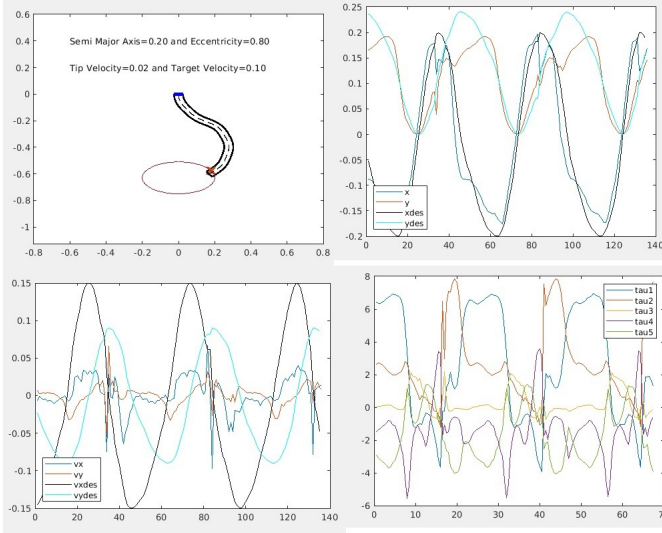 0.6
Semi Major Axis=0.20 and Eccentricity=0.80
0.4
0.2
Tip Velocity=0.02 and Target Velocity=0.10
0
-0.2
-0.4
-0.6
-0.8
-1
-0.8 -0.6 -0.4 -0.2 0 0.2 0.4 0.6 0.8
0.25
0.2
0.15
0.1
0.05
0
-0.05
-0.1
-0.15
-0.2
x
y
xdes
ydes
0 20 40 60 80 100 120 140
0.15
0.1
0.05
0
-0.05
-0.1
-0.15
vx
vy
vxdes
vydes
0 20 40 60 80 100 120 140
8
6
4
2
0
-2
-4
-6
tau1
tau2
tau3
tau4
tau5
0 10 20 30 40 50 60